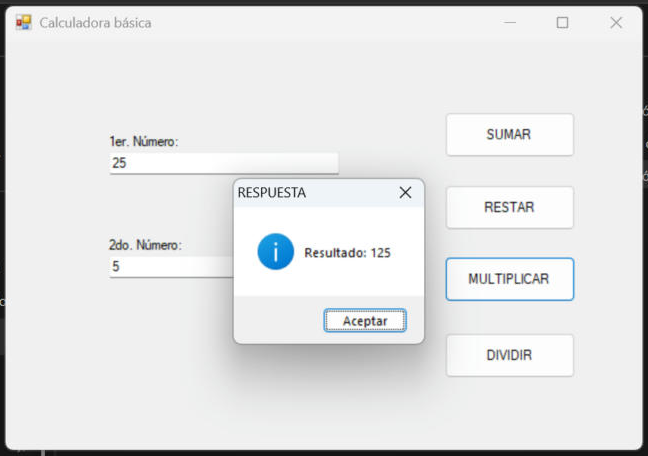 Calculadora básica
1er. Número:
25
2do. Número:
5
SUMAR
RESTAR
MULTIPLICAR
DIVIDIR
RESPUESTA
Resultado: 125
Aceptar